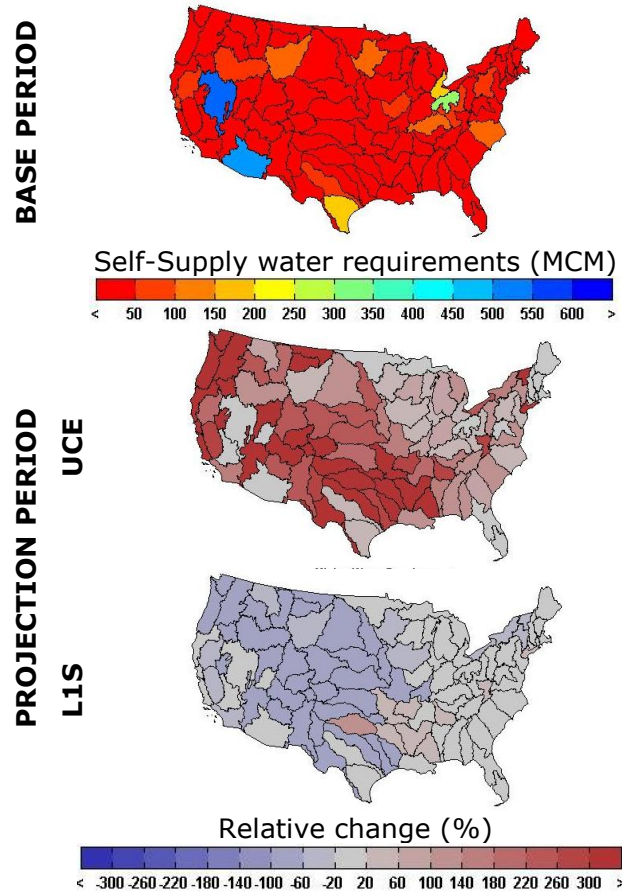 BASE PERIOD
Self-Supply water requirements (MCM)
< 50 100 150 200 250 300 350 400 450 500 550 600 >
PROJECTION PERIOD
UCE
L1S
Relative change (%)
< -300 -260 -220 -180 -140 -100 -60 -20 20 60 100 140 180 220 260 300 >